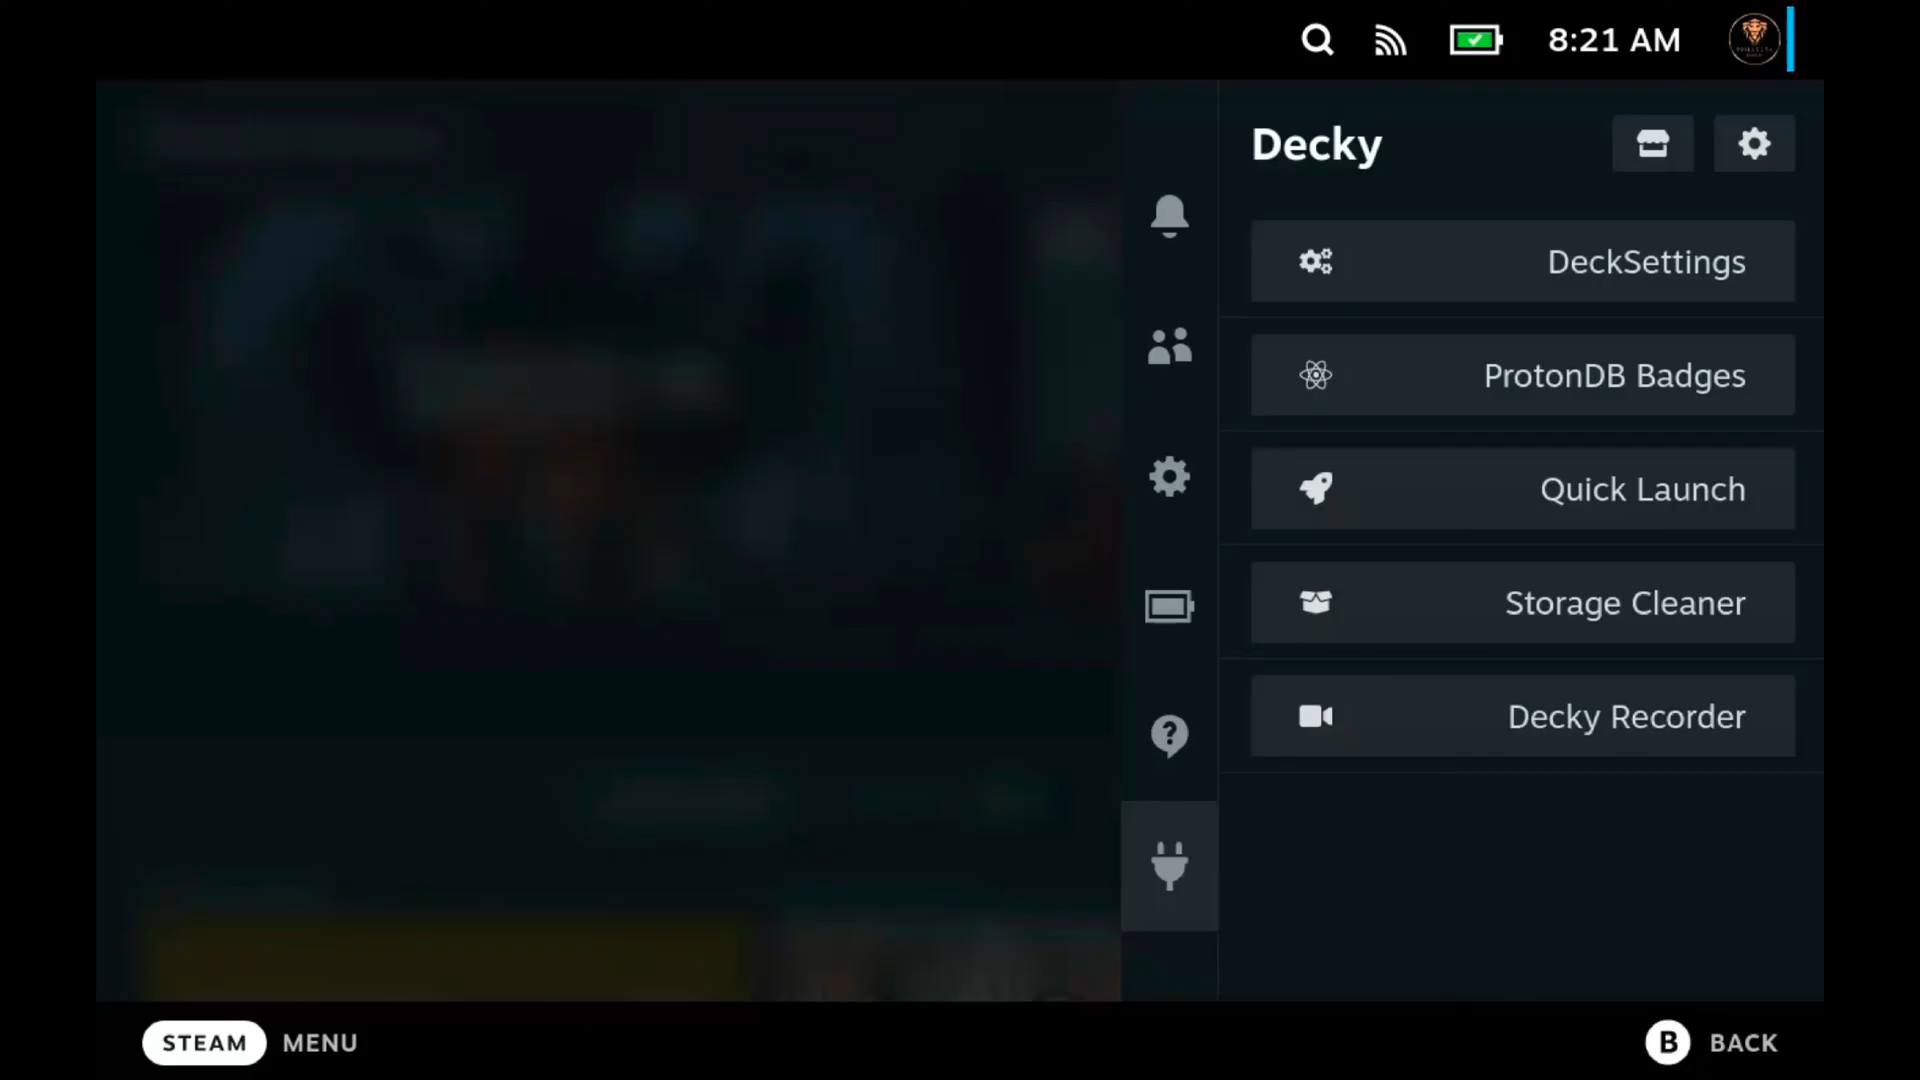 8:21 AM
Decky
DeckSettings
ProtonDB Badges
Quick Launch
Storage Cleaner
Decky Recorder
STEAM MENU
B BACK